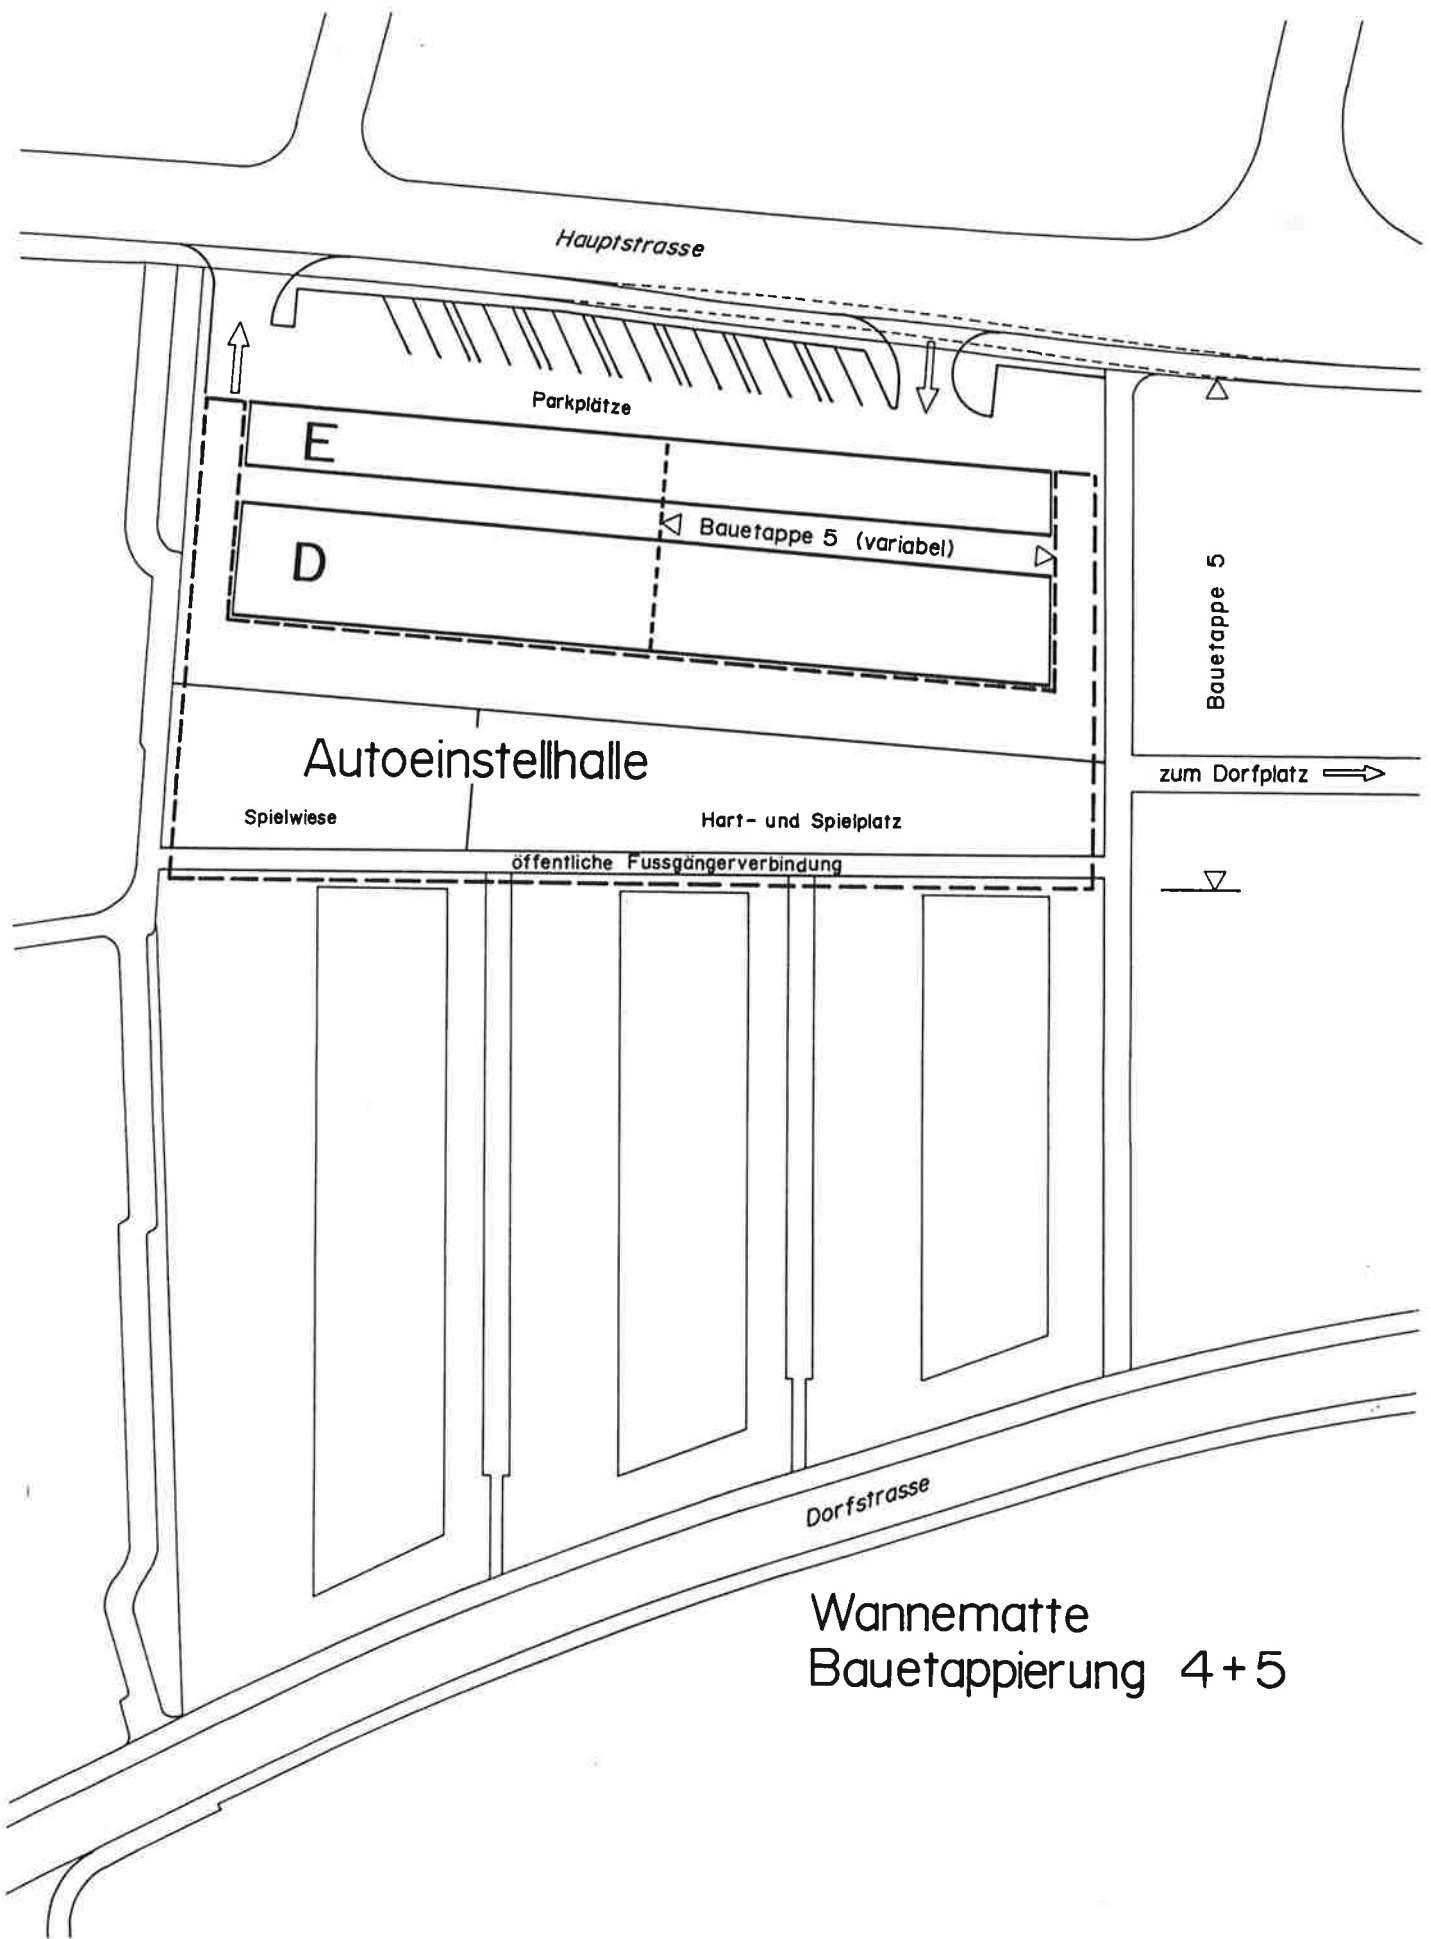 Hauptstrasse
Parkplätze
E
Bauetappe 5 (variabel)
D
Bauetappe 5
Autoeinstellhalle
zum Dorfplatz
Spielwiese
Hart- und Spielplatz
öffentliche Fussgängerverbindung
Dorfstrasse
Wannematte
Bauetappierung 4+5